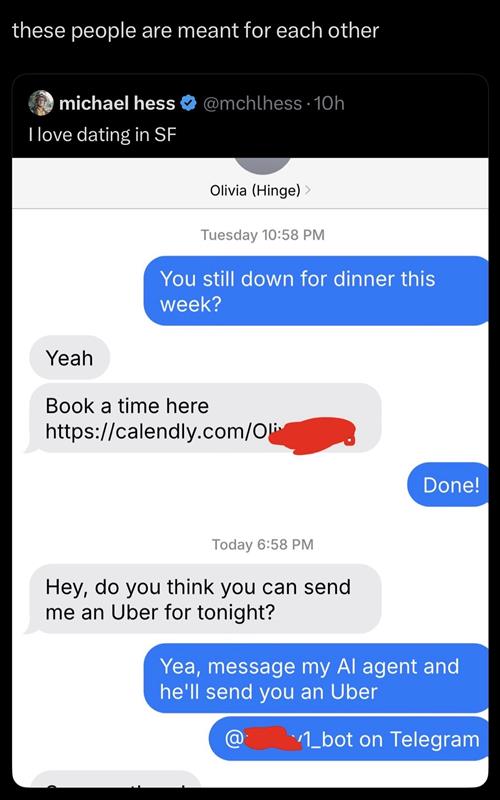 these people are meant for each other
michael hess @mchlhess · 10h
I love dating in SF
Olivia (Hinge) >
Tuesday 10:58 PM
You still down for dinner this
week?
Yeah
Book a time here
https://calendly.com/Oli
Done!
Today 6:58 PM
Hey, do you think you can send
me an Uber for tonight?
Yea, message my AI agent and
he'll send you an Uber
@ v1_bot on Telegram